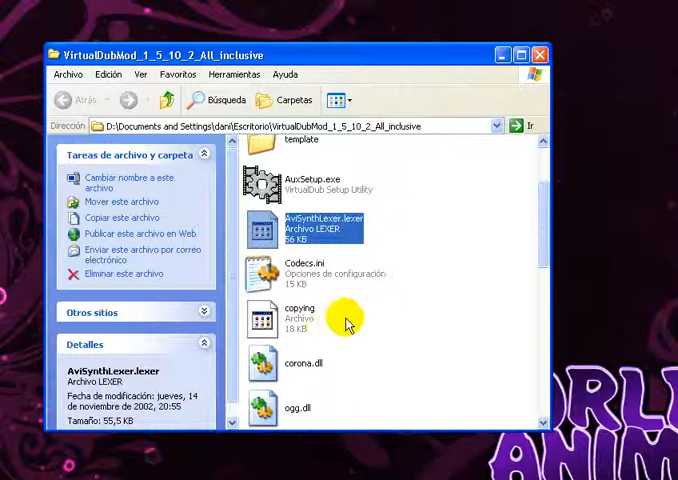 VirtualDubMod_1_5_10_2_All_inclusive
Archivo Edición Ver Favoritos Herramientas Ayuda
Atrás Búsqueda Carpetas
Dirección D:\Documents and Settings\dani\Escritorio\VirtualDubMod_1_5_10_2_All_inclusive Ir
Tareas de archivo y carpeta
Cambiar nombre a este
archivo
Mover este archivo
Copiar este archivo
Publicar este archivo en Web
Enviar este archivo por correo
electrónico
Eliminar este archivo
Otros sitios
Detalles
AviSynthLexer.lexer
Archivo LEXER
Fecha de modificación: jueves, 14
de noviembre de 2002, 20:55
Tamaño: 55,5 KB
template
AuxSetup.exe
VirtualDub Setup Utility
AviSynthLexer.lexer
Archivo LEXER
56 KB
Codecs.ini
Opciones de configuración
15 KB
copying
Archivo
18 KB
corona.dll
ogg.dll
ANIM